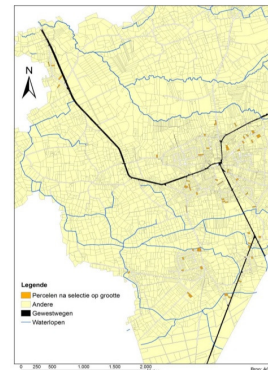 N
Legende
Percelen na selectie op grootte
Andere
Gewestwegen
Waterlopen
0 250 500 1.000 1.500 2.000